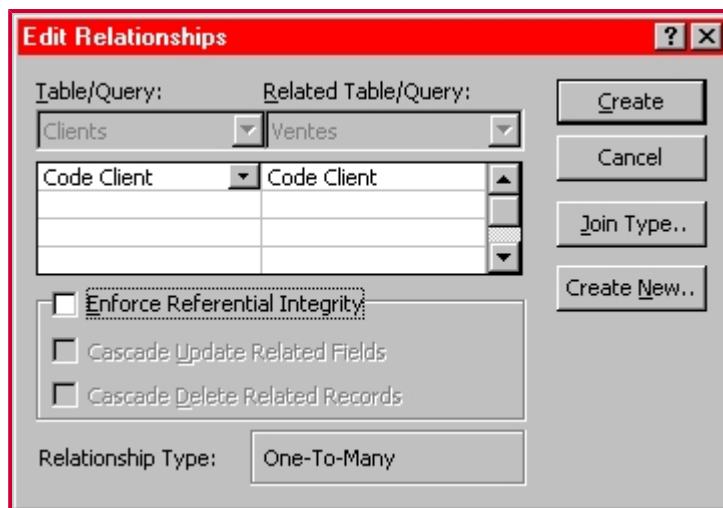 Edit Relationships
Table/Query: Related Table/Query:
Clients Ventes
Code Client Code Client
Enforce Referential Integrity
Cascade Update Related Fields
Cascade Delete Related Records
Relationship Type: One-To-Many
Create
Cancel
Join Type..
Create New..